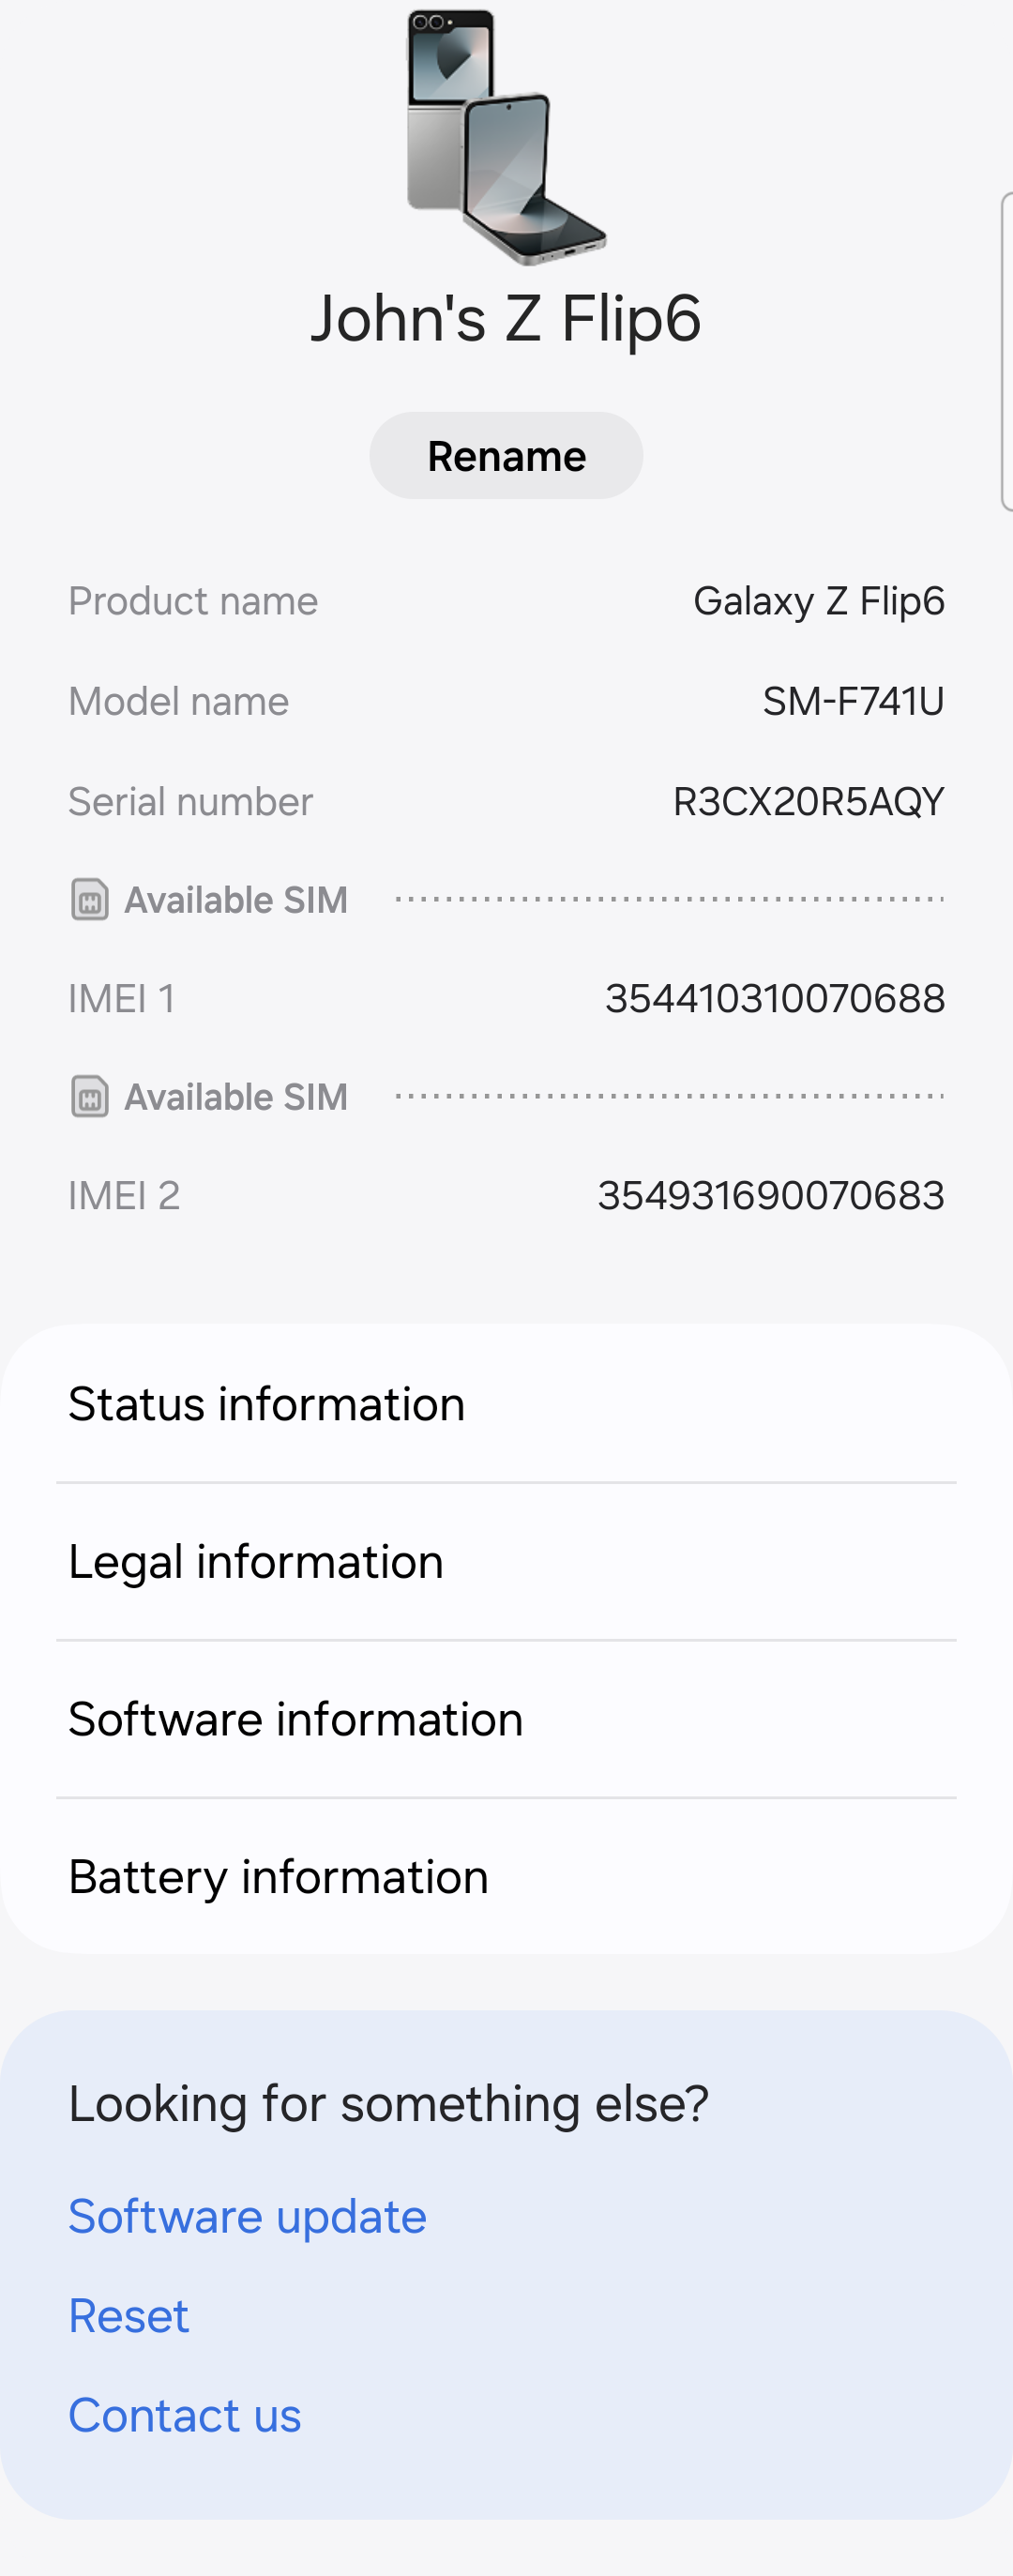 John's Z Flip6
Rename
Product name Galaxy Z Flip6
Model name SM-F741U
Serial number R3CX20R5AQY
Available SIM
IMEI 1 354410310070688
Available SIM
IMEI 2 354931690070683
Status information
Legal information
Software information
Battery information
Looking for something else?
Software update
Reset
Contact us